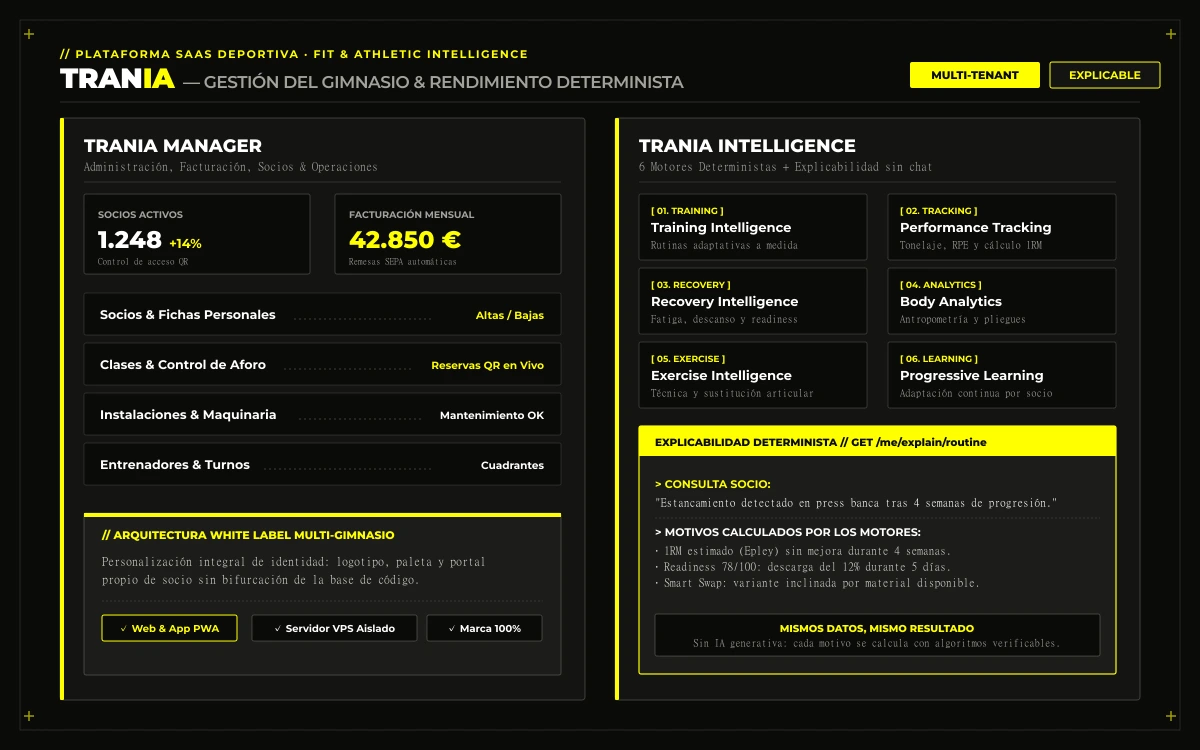 // PLATAFORMA SAAS DEPORTIVA · FIT & ATHLETIC INTELLIGENCE
TRANIA — GESTIÓN DEL GIMNASIO & RENDIMIENTO DETERMINISTA
MULTI-TENANT
EXPLICABLE
TRANIA MANAGER
Administración, Facturación, Socios & Operaciones
SOCIOS ACTIVOS
1.248 +14%
Control de acceso QR
FACTURACIÓN MENSUAL
42.850 €
Remesas SEPA automáticas
Socios & Fichas Personales
Altas / Bajas
Clases & Control de Aforo
Reservas QR en Vivo
Instalaciones & Maquinaria
Mantenimiento OK
Entrenadores & Turnos
Cuadrantes
// ARQUITECTURA WHITE LABEL MULTI-GIMNASIO
Personalización integral de identidad: logotipo, paleta y portal
propio de socio sin bifurcación de la base de código.
✓ Web & App PWA
✓ Servidor VPS Aislado
✓ Marca 100%
TRANIA INTELLIGENCE
6 Motores Deterministas + Explicabilidad sin chat
[ 01. TRAINING ]
Training Intelligence
Rutinas adaptativas a medida
[ 02. TRACKING ]
Performance Tracking
Tonelaje, RPE y cálculo 1RM
[ 03. RECOVERY ]
Recovery Intelligence
Fatiga, descanso y readiness
[ 04. ANALYTICS ]
Body Analytics
Antropometría y pliegues
[ 05. EXERCISE ]
Exercise Intelligence
Técnica y sustitución articular
[ 06. LEARNING ]
Progressive Learning
Adaptación continua por socio
EXPLICABILIDAD DETERMINISTA // GET /me/explain/routine
> CONSULTA SOCIO:
"Estancamiento detectado en press banca tras 4 semanas de progresión."
> MOTIVOS CALCULADOS POR LOS MOTORES:
· 1RM estimado (Epley) sin mejora durante 4 semanas.
· Readiness 78/100: descarga del 12% durante 5 días.
· Smart Swap: variante inclinada por material disponible.
MISMOS DATOS, MISMO RESULTADO
Sin IA generativa: cada motivo se calcula con algoritmos verificables.